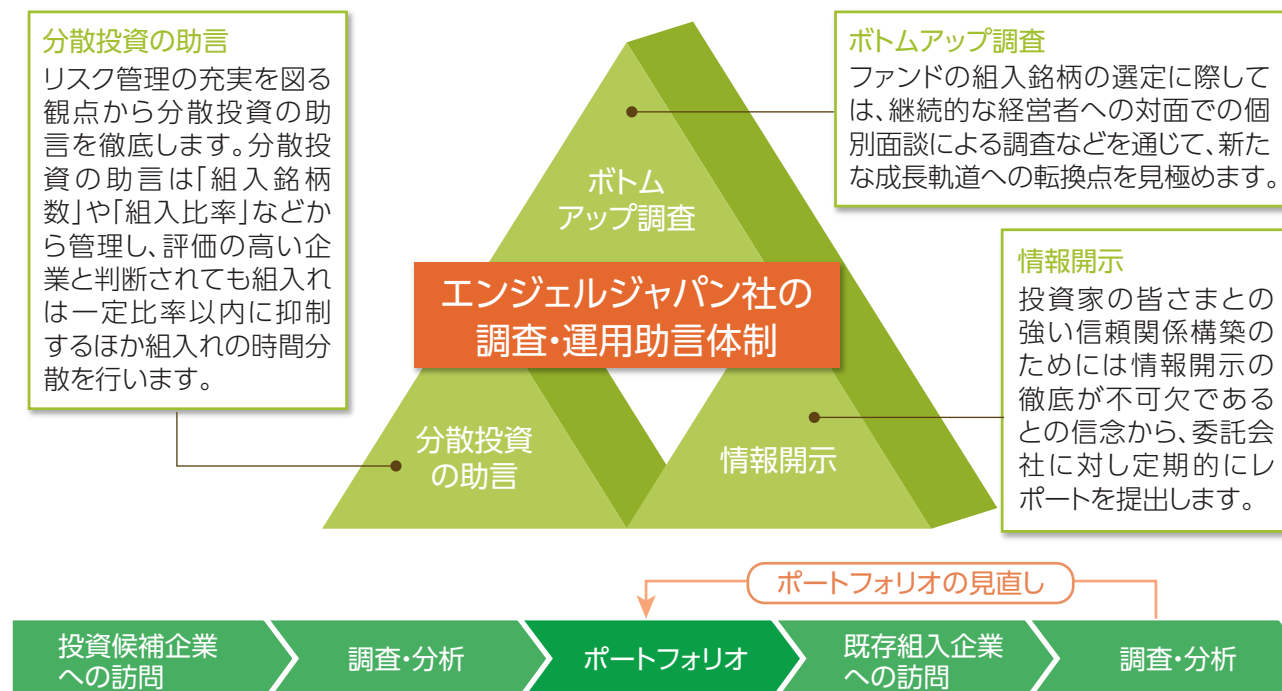 分散投資の助言
リスク管理の充実を図る
観点から分散投資の助
言を徹底します。分散投
資の助言は「組入銘柄
数」や「組入比率」などか
ら管理し、評価の高い企
業と判断されても組入れ
は一定比率以内に抑制
するほか組入れの時間分
散を行います。
ボトムアップ調査
ファンドの組入銘柄の選定に際して
は、継続的な経営者への対面での個
別面談による調査などを通じて、新た
な成長軌道への転換点を見極めます。
ボトム
アップ調査
エンジェルジャパン社の
調査・運用助言体制
情報開示
投資家の皆さまとの
強い信頼関係構築の
ためには情報開示の
徹底が不可欠である
との信念から、委託会
社に対し定期的にレ
ポートを提出します。
分散投資
の助言
情報開示
ポートフォリオの見直し
投資候補企業
への訪問
調査・分析
ポートフォリオ
既存組入企業
への訪問
調査・分析